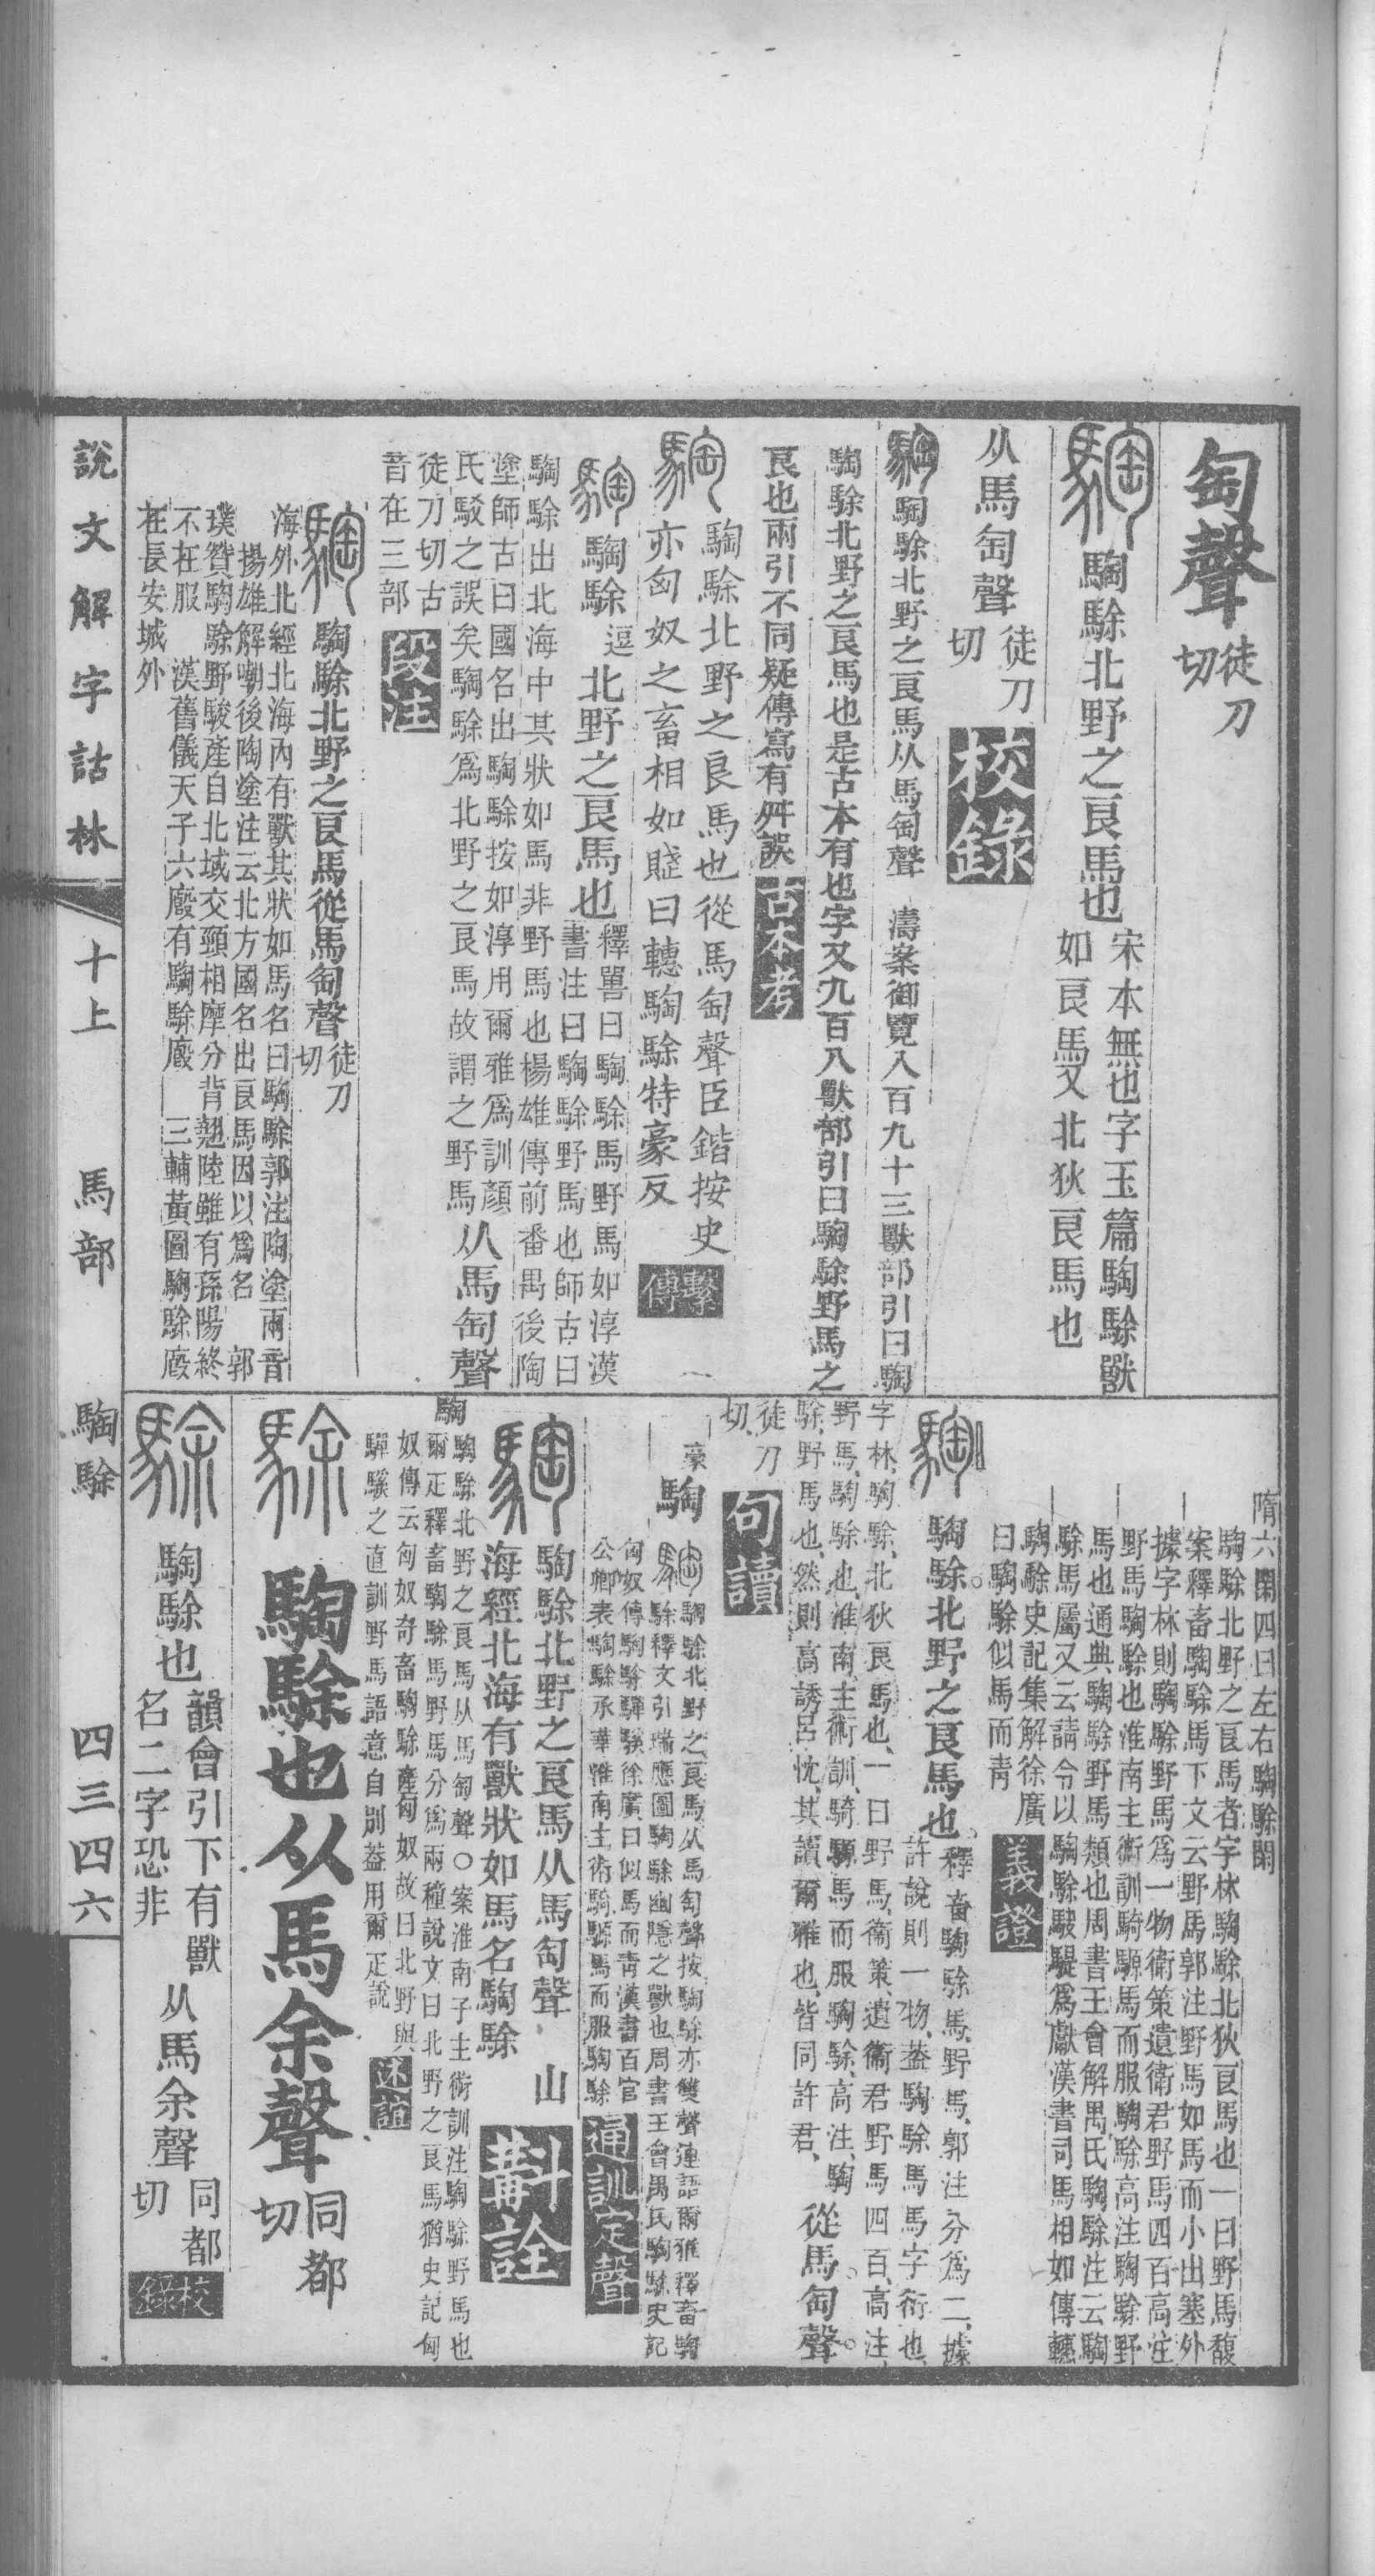 匋聲徒刀切
騊駼北野之良馬也宋本無也字玉篇騊駼獸
如良馬又北狄良馬也
从馬匋聲徒刀切 校錄
騊駼北野之良馬从馬匋聲 濤案御覽八百九十三獸部引曰騊
騊駼北野之良馬也是古本有也字又九百八獸部引曰騊駼野馬之
良也兩引不同疑傳寫有舛誤 古本考
騊駼北野之良馬也從馬匋聲臣鍇按史
亦匈奴之畜相如賦曰轊騊駼特豪反 繫傳
騊駼逗北野之良馬也釋嘼曰騊駼馬野馬如淳漢
書注曰騊駼野馬也師古曰
騊駼出北海中其狀如馬非野馬也楊雄傳前番禺後陶
塗師古曰國名出騊駼按如淳用爾雅爲訓顏
氏駁之誤矣騊駼爲北野之良馬故謂之野馬从馬匋聲
徒刀切古
音在三部 段注
騊駼北野之良馬從馬匋聲徒刀切
海外北經北海內有獸其狀如馬名曰騊駼郭注陶塗兩音
揚雄解嘲後陶塗注云北方國名出良馬因以爲名 郭
璞贊騊駼野駿產自北域交頸相摩分背翹陸雖有孫陽終
不在服 漢舊儀天子六廏有騊駼廏 三輔黃圖騊駼廏
在長安城外
隋六閑四曰左右騊駼閑
騊駼北野之良馬者字林騊駼北狄良馬也一曰野馬馥
案釋畜騊駼馬下文云野馬郭注野馬如馬而小出塞外
據字林則騊駼野馬爲一物衛策遺衛君野馬四百高注
野馬騊駼也淮南主術訓騎騵馬而服騊駼高注騊駼野
馬也通典騊駼野馬類也周書王會解禺氏騊駼注云騊
駼馬屬又云請令以騊駼駃騠爲獻漢書司馬相如傳轊
騊駼史記集解徐廣
曰騊駼似馬而青 義證
騊駼北野之良馬也釋畜騊駼馬野馬郭注分爲二據
許說則一物蓋騊駼馬馬字衍也
字林騊駼北狄良馬也一曰野馬衞策遺衞君野馬四百高注
野馬騊駼也淮南主術訓騎騵馬而服騊駼高注騊
駼野馬也然則高誘呂忱其讀爾雅也皆同許君從馬匋聲
徒刀切 句讀
豪 騊 騊駼北野之良馬从馬匋聲按騊駼亦雙聲連語爾雅釋畜騊
駼釋文引瑞應圖騊駼幽隱之獸也周書王會禺氏騊駼史記
匈奴傳騊駼驒騱徐廣曰似馬而青漢書百官
公卿表騊駼承華淮南主術騎騵馬而服騊駼 通訓定聲
騊駼北野之良馬从馬匋聲 山
海經北海有獸狀如馬名騊駼 斠詮
騊 騊駼北野之良馬从馬匋聲○案淮南子主術訓注騊駼野馬也
爾疋釋畜騊駼馬野馬分爲兩種說文曰北野之良馬猶史記匈
奴傳云匈奴奇畜騊駼產匈奴故曰北野與
驒騱之直訓野馬語意自別蓋用爾疋說 述誼
騊駼也从馬余聲同都切
騊駼也韻會引下有獸
名二字恐非从馬余聲同都切 校錄
說文解字詁林 十上 馬部 騊駼 四三四六